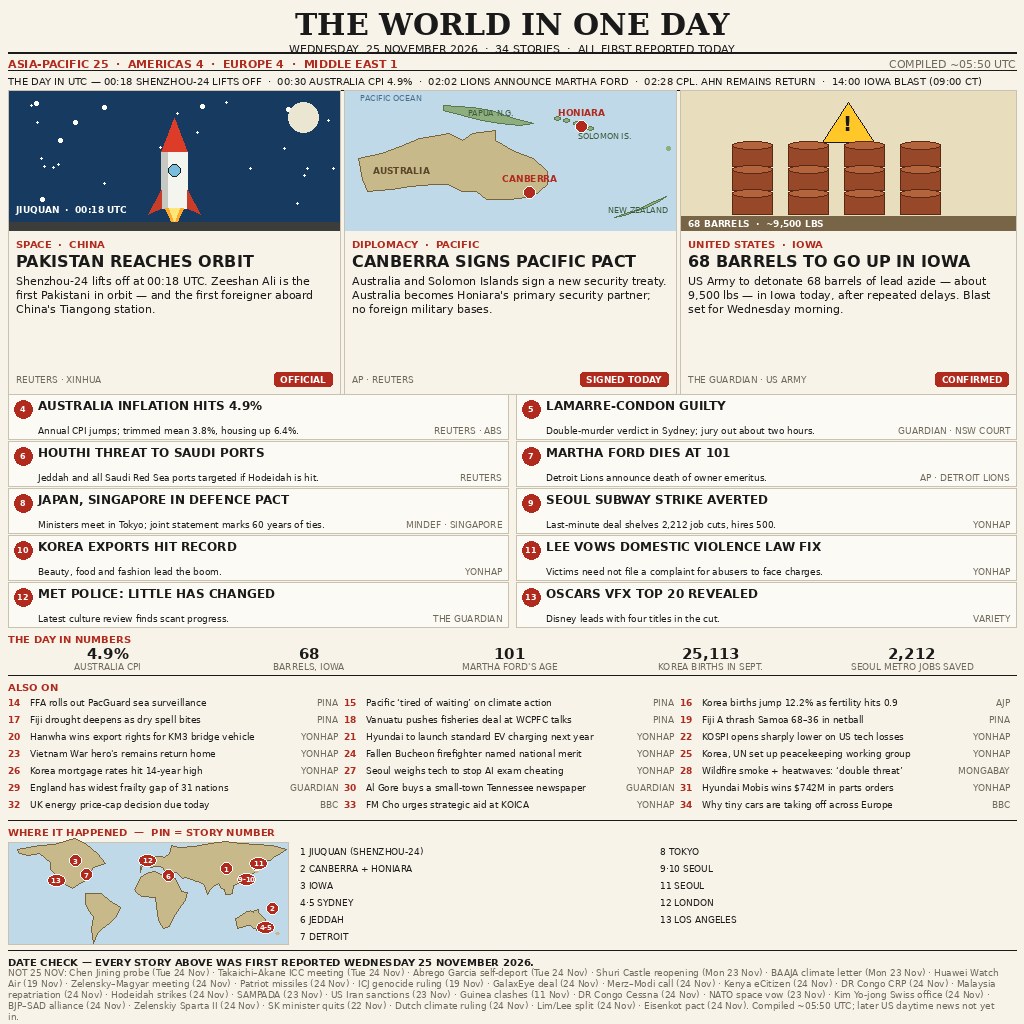 THE WORLD IN ONE DAY
WEDNESDAY, 25 NOVEMBER 2026 · 34 STORIES · ALL FIRST REPORTED TODAY
ASIA-PACIFIC 25 · AMERICAS 4 · EUROPE 4 · MIDDLE EAST 1
COMPILED ~05:50 UTC
THE DAY IN UTC — 00:18 SHENZHOU-24 LIFTS OFF · 00:30 AUSTRALIA CPI 4.9% · 02:02 LIONS ANNOUNCE MARTHA FORD · 02:28 CPL. AHN REMAINS RETURN · 14:00 IOWA BLAST (09:00 CT)
JIUQUAN · 00:18 UTC
SPACE · CHINA
PAKISTAN REACHES ORBIT
Shenzhou-24 lifts off at 00:18 UTC. Zeeshan Ali is the
first Pakistani in orbit — and the first foreigner aboard
China's Tiangong station.
REUTERS · XINHUA
OFFICIAL
PACIFIC OCEAN
PAPUA N.G.
HONIARA
SOLOMON IS.
AUSTRALIA
CANBERRA
NEW ZEALAND
DIPLOMACY · PACIFIC
CANBERRA SIGNS PACIFIC PACT
Australia and Solomon Islands sign a new security treaty.
Australia becomes Honiara's primary security partner;
no foreign military bases.
AP · REUTERS
SIGNED TODAY
!
68 BARRELS · ~9,500 LBS
UNITED STATES · IOWA
68 BARRELS TO GO UP IN IOWA
US Army to detonate 68 barrels of lead azide — about
9,500 lbs — in Iowa today, after repeated delays. Blast
set for Wednesday morning.
THE GUARDIAN · US ARMY
CONFIRMED
4 AUSTRALIA INFLATION HITS 4.9%
Annual CPI jumps; trimmed mean 3.8%, housing up 6.4%.
REUTERS · ABS
5 LAMARRE-CONDON GUILTY
Double-murder verdict in Sydney; jury out about two hours.
GUARDIAN · NSW COURT
6 HOUTHI THREAT TO SAUDI PORTS
Jeddah and all Saudi Red Sea ports targeted if Hodeidah is hit.
REUTERS
7 MARTHA FORD DIES AT 101
Detroit Lions announce death of owner emeritus.
AP · DETROIT LIONS
8 JAPAN, SINGAPORE IN DEFENCE PACT
Ministers meet in Tokyo; joint statement marks 60 years of ties.
MINDEF · SINGAPORE
9 SEOUL SUBWAY STRIKE AVERTED
Last-minute deal shelves 2,212 job cuts, hires 500.
YONHAP
10 KOREA EXPORTS HIT RECORD
Beauty, food and fashion lead the boom.
YONHAP
11 LEE VOWS DOMESTIC VIOLENCE LAW FIX
Victims need not file a complaint for abusers to face charges.
YONHAP
12 MET POLICE: LITTLE HAS CHANGED
Latest culture review finds scant progress.
THE GUARDIAN
13 OSCARS VFX TOP 20 REVEALED
Disney leads with four titles in the cut.
VARIETY
THE DAY IN NUMBERS
4.9%
AUSTRALIA CPI
68
BARRELS, IOWA
101
MARTHA FORD'S AGE
25,113
KOREA BIRTHS IN SEPT.
2,212
SEOUL METRO JOBS SAVED
ALSO ON
14 FFA rolls out PacGuard sea surveillance PINA
15 Pacific ‘tired of waiting’ on climate action PINA
16 Korea births jump 12.2% as fertility hits 0.9 AJP
17 Fiji drought deepens as dry spell bites PINA
18 Vanuatu pushes fisheries deal at WCPFC talks PINA
19 Fiji A thrash Samoa 68–36 in netball PINA
20 Hanwha wins export rights for KM3 bridge vehicle YONHAP
21 Hyundai to launch standard EV charging next year YONHAP
22 KOSPI opens sharply lower on US tech losses YONHAP
23 Vietnam War hero's remains return home YONHAP
24 Fallen Bucheon firefighter named national merit YONHAP
25 Korea, UN set up peacekeeping working group YONHAP
26 Korea mortgage rates hit 14-year high YONHAP
27 Seoul weighs tech to stop AI exam cheating YONHAP
28 Wildfire smoke + heatwaves: ‘double threat’ MONGABAY
29 England has widest frailty gap of 31 nations GUARDIAN
30 Al Gore buys a small-town Tennessee newspaper GUARDIAN
31 Hyundai Mobis wins $742M in parts orders YONHAP
32 UK energy price-cap decision due today BBC
33 FM Cho urges strategic aid at KOICA YONHAP
34 Why tiny cars are taking off across Europe BBC
WHERE IT HAPPENED — PIN = STORY NUMBER
3
7
13
12
6
1
11
9-10
2
4-5
1 JIUQUAN (SHENZHOU-24)
2 CANBERRA + HONIARA
3 IOWA
4·5 SYDNEY
6 JEDDAH
7 DETROIT
8 TOKYO
9·10 SEOUL
11 SEOUL
12 LONDON
13 LOS ANGELES
DATE CHECK — EVERY STORY ABOVE WAS FIRST REPORTED WEDNESDAY 25 NOVEMBER 2026.
NOT 25 NOV: Chen Jining probe (Tue 24 Nov) · Takaichi–Akane ICC meeting (Tue 24 Nov) · Abrego Garcia self-deport (Tue 24 Nov) · Shuri Castle reopening (Mon 23 Nov) · BAAJA climate letter (Mon 23 Nov) · Huawei Watch
Air (19 Nov) · Zelensky–Magyar meeting (24 Nov) · Patriot missiles (24 Nov) · ICJ genocide ruling (19 Nov) · GalaxEye deal (24 Nov) · Merz–Modi call (24 Nov) · Kenya eCitizen (24 Nov) · DR Congo CRP (24 Nov) · Malaysia
repatriation (24 Nov) · Hodeidah strikes (24 Nov) · SAMPADA (23 Nov) · US Iran sanctions (23 Nov) · Guinea clashes (11 Nov) · DR Congo Cessna (24 Nov) · NATO space vow (23 Nov) · Kim Yo-jong Swiss office (24 Nov) ·
BJP–SAD alliance (24 Nov) · Zelenskiy Sparta II (24 Nov) · SK minister quits (22 Nov) · Dutch climate ruling (24 Nov) · Lim/Lee split (24 Nov) · Eisenkot pact (24 Nov). Compiled ~05:50 UTC; later US daytime news not yet
in.